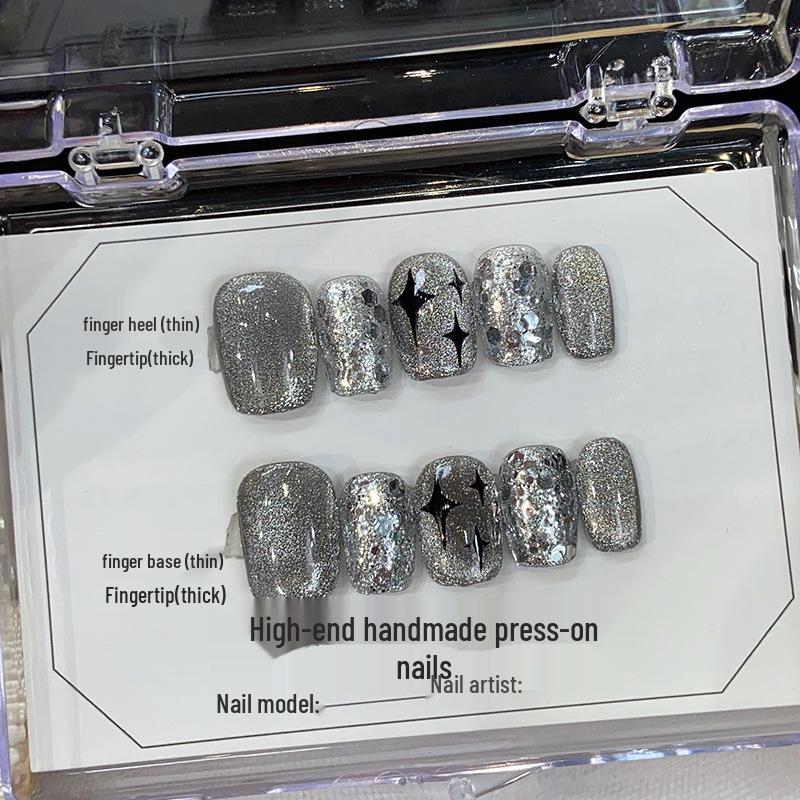 finger heel (thin)
Fingertip(thick)
finger base (thin)
Fingertip(thick)
High-end handmade press-on
nails
Nail artist:
Nail model: